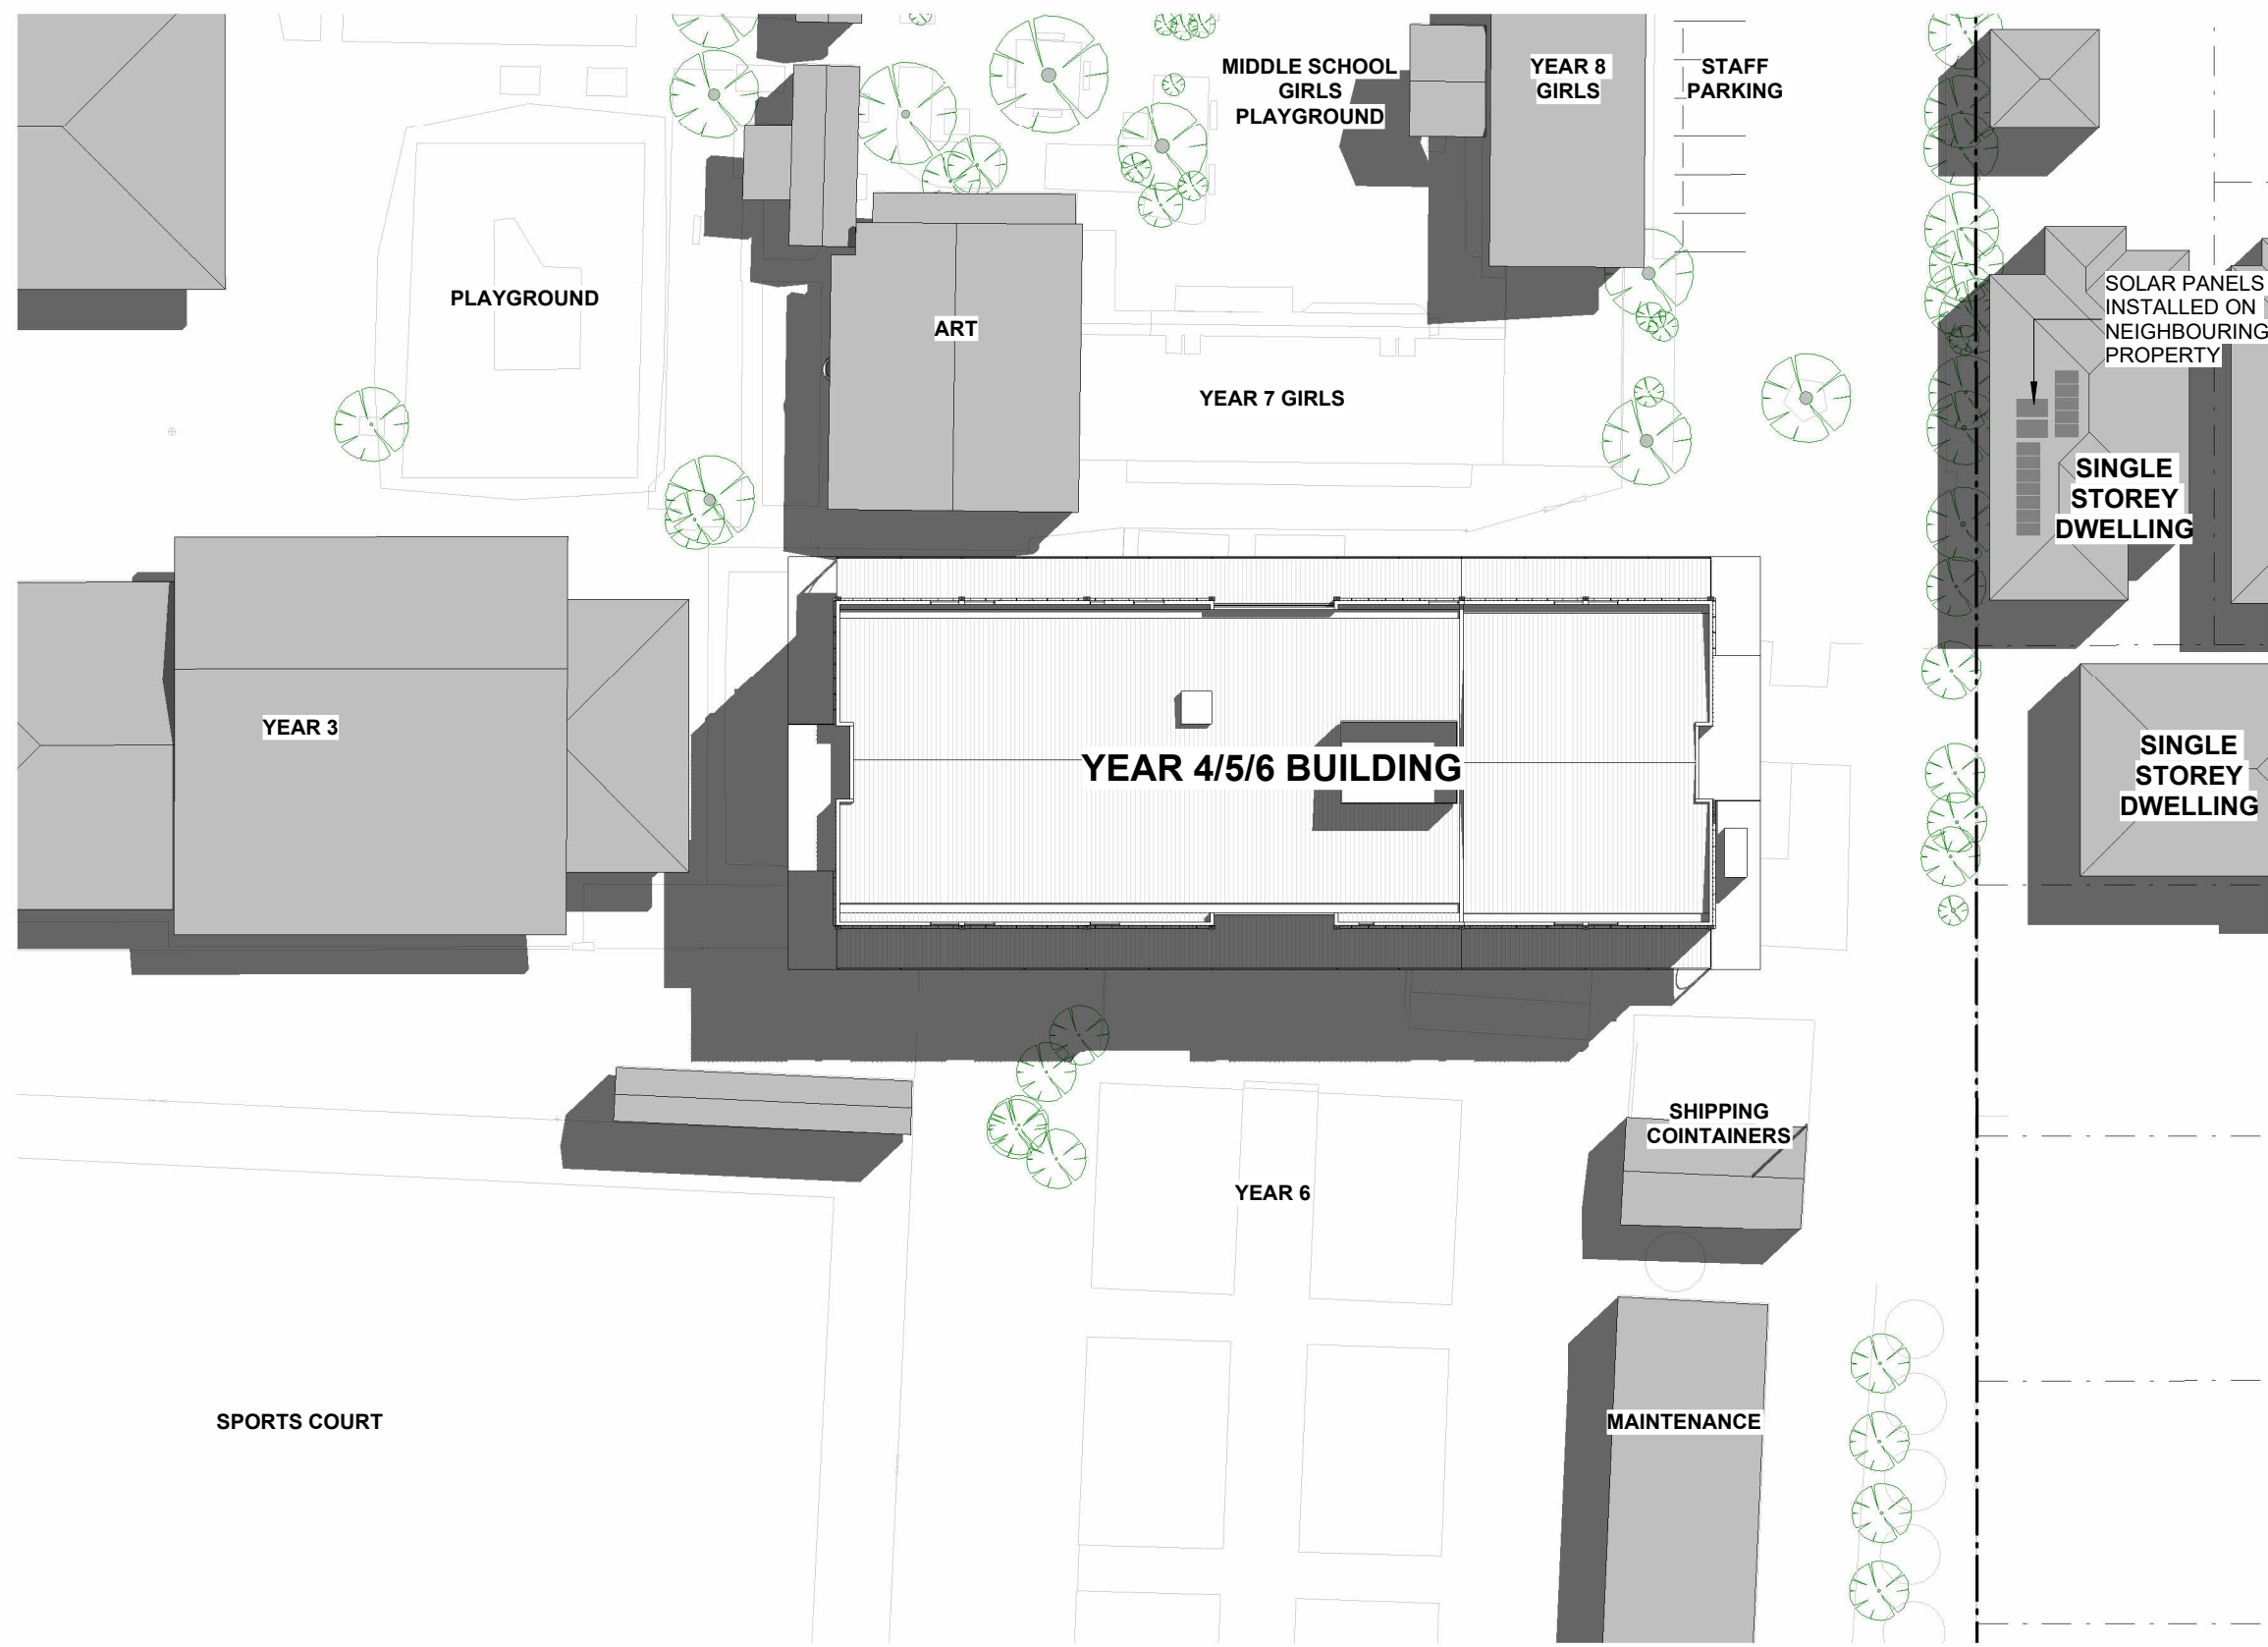 MIDDLE SCHOOL
GIRLS
PLAYGROUND
YEAR 8
GIRLS
STAFF
PARKING
SOLAR PANELS
INSTALLED ON
NEIGHBOURING
PROPERTY
PLAYGROUND
ART
YEAR 7 GIRLS
SINGLE
STOREY
DWELLING
YEAR 3
YEAR 4/5/6 BUILDING
SINGLE
STOREY
DWELLING
SHIPPING
COINTAINERS
YEAR 6
SPORTS COURT
MAINTENANCE